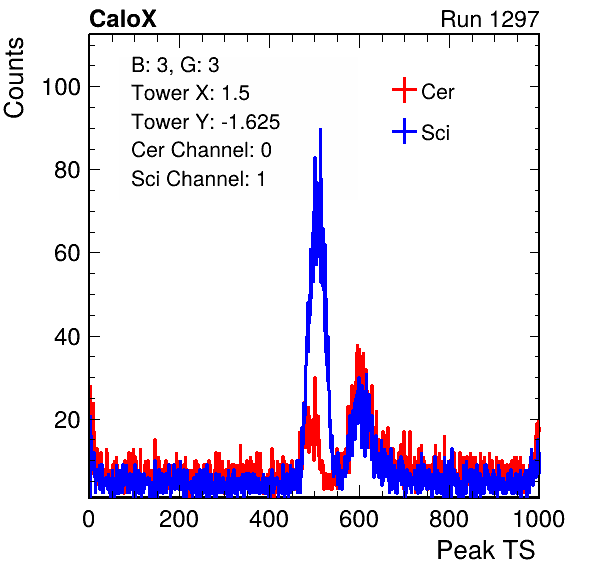 CaloX
Run 1297
Counts
B: 3, G: 3
Tower X: 1.5
Tower Y: -1.625
Cer Channel: 0
Sci Channel: 1
Cer
Sci
100
80
60
40
20
0 200 400 600 800 1000
Peak TS